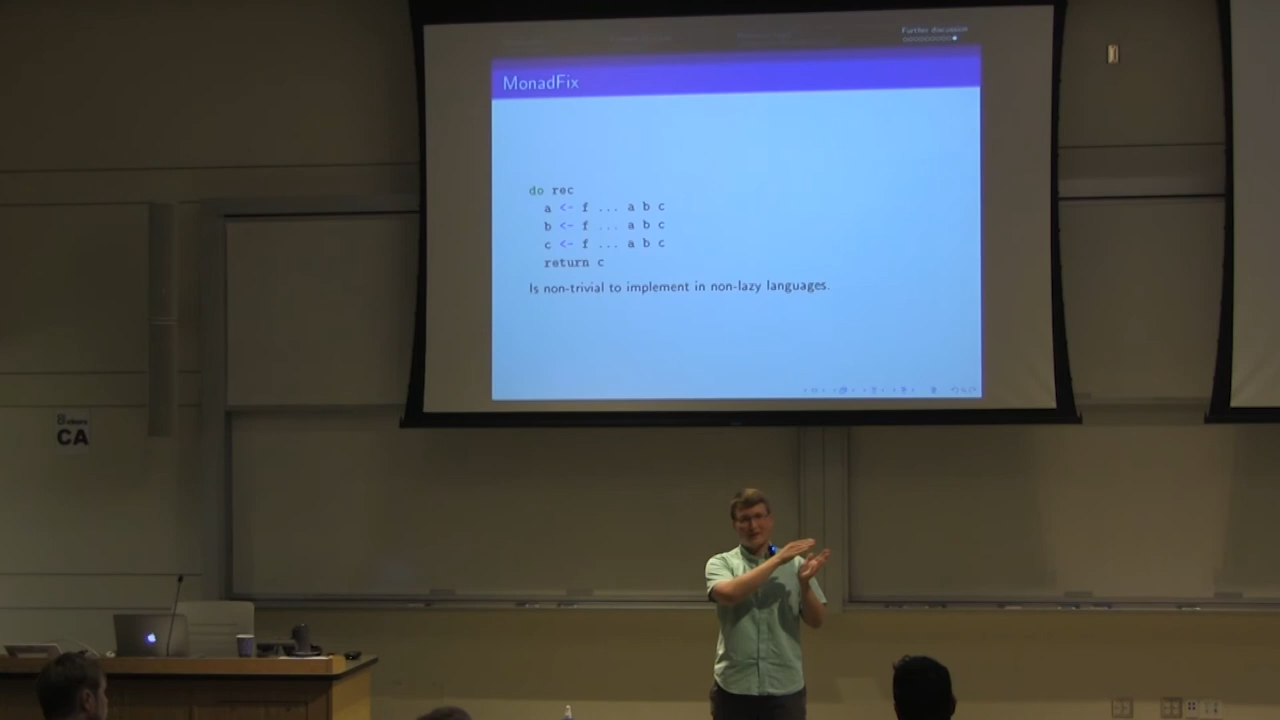 Further discussion
MonadFix
do rec
a <- f ... a b c
b <- f ... a b c
c <- f ... a b c
return c
Is non-trivial to implement in non-lazy languages.
CA